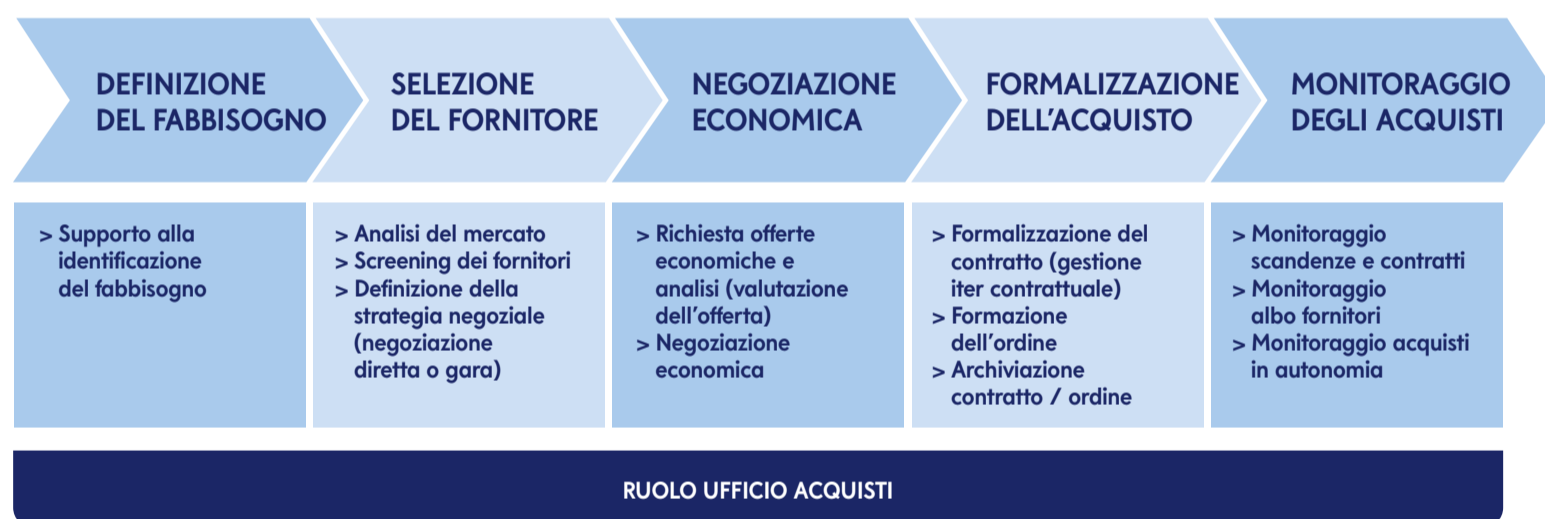 DEFINIZIONE
DEL FABBISOGNO
SELEZIONE
DEL FORNITORE
NEGOZIAZIONE
ECONOMICA
FORMALIZZAZIONE
DELL'ACQUISTO
MONITORAGGIO
DEGLI ACQUISTI
> Supporto alla
identificazione
del fabbisogno
> Analisi del mercato
> Screening dei fornitori
> Definizione della
strategia negoziale
(negoziazione
diretta o gara)
> Richiesta offerte
economiche e
analisi (valutazione
dell'offerta)
> Negoziazione
economica
> Formalizzazione del
contratto (gestione
iter contrattuale)
> Formazione
dell'ordine
> Archiviazione
contratto / ordine
> Monitoraggio
scandenze e contratti
> Monitoraggio
albo fornitori
> Monitoraggio acquisti
in autonomia
RUOLO UFFICIO ACQUISTI